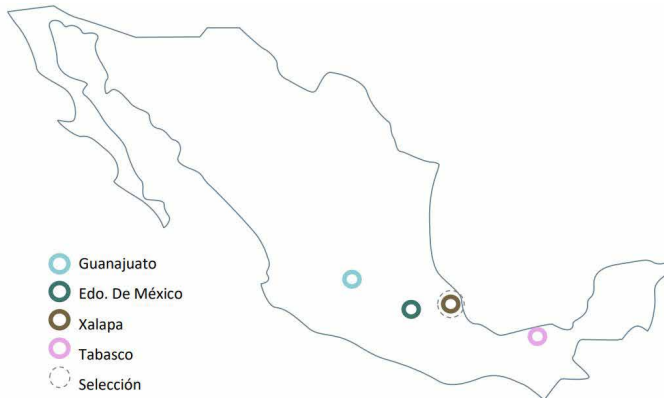 Guanajuato
Edo. De México
Xalapa
Tabasco
Selección